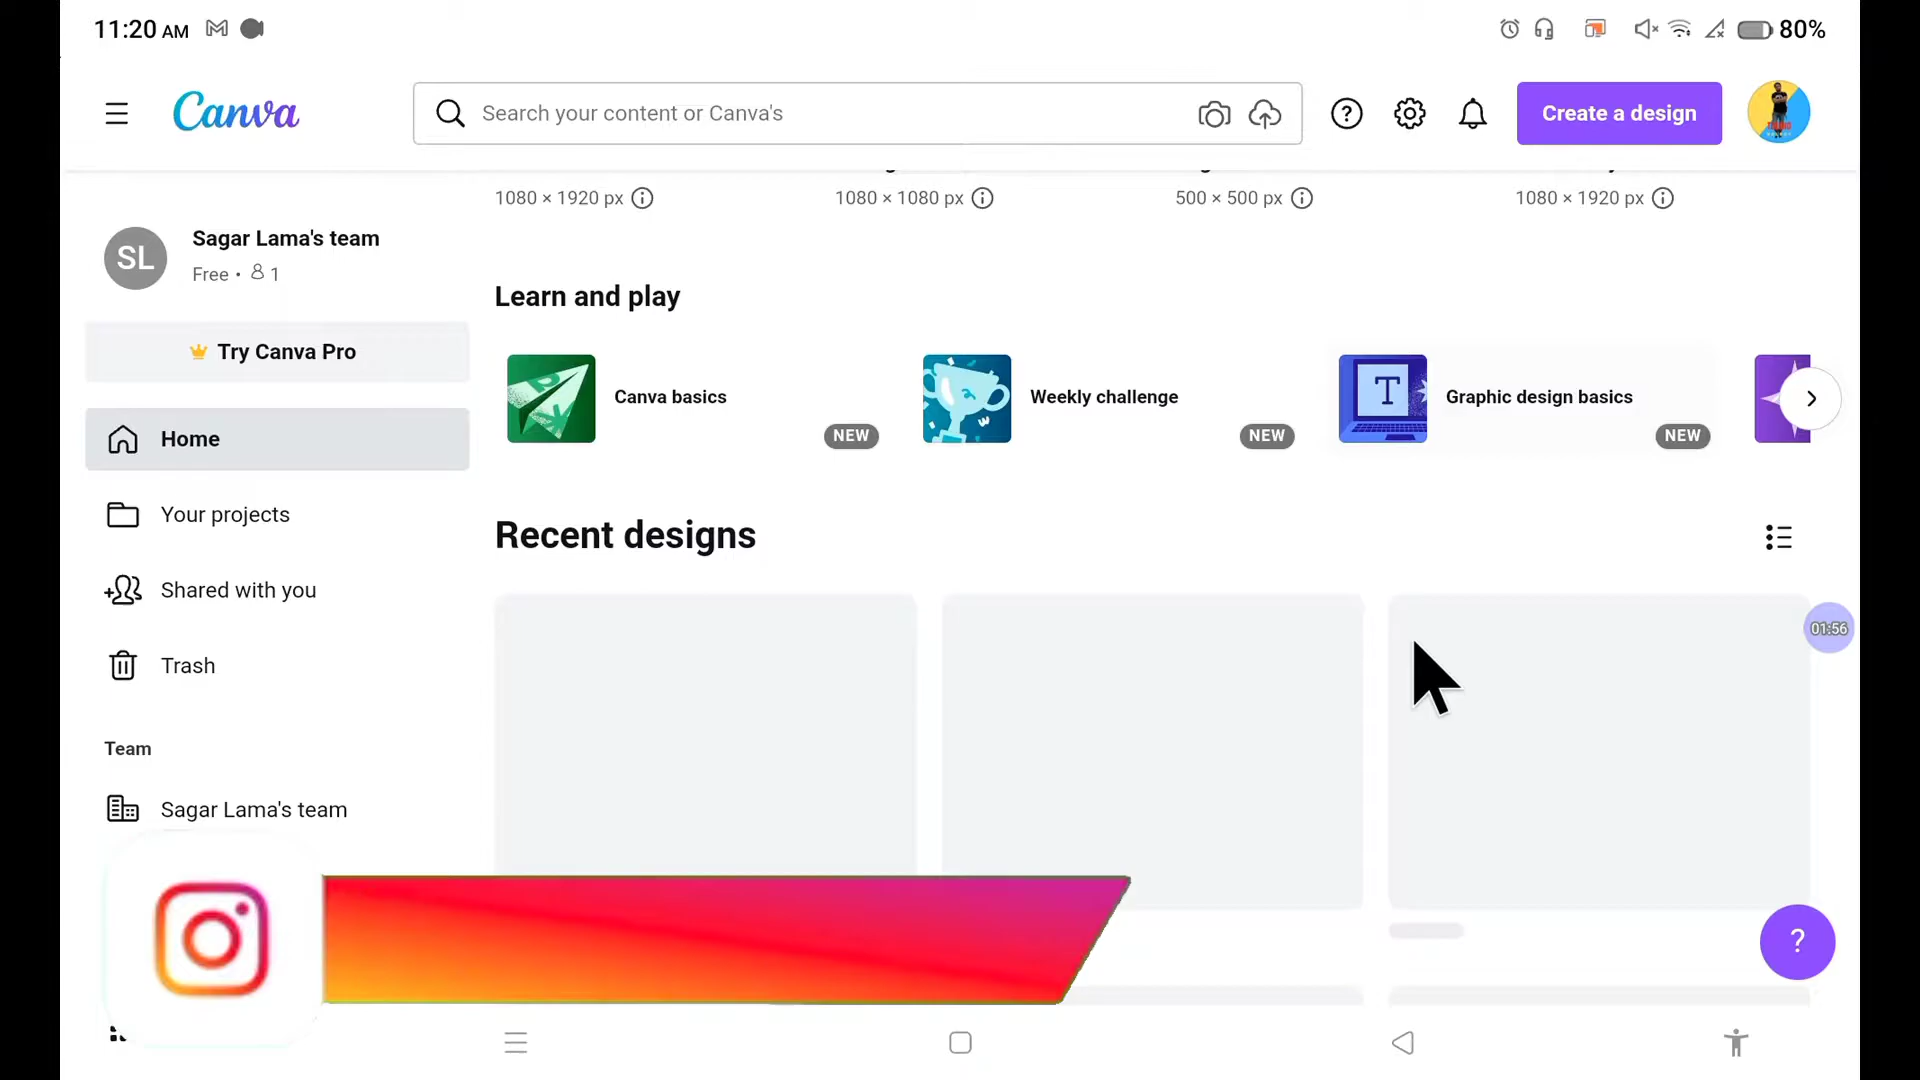 11:20 AM
80%
Canva
Search your content or Canva's
Create a design
1080 × 1920 px
1080 × 1080 px
500 × 500 px
1080 × 1920 px
SL
Sagar Lama's team
Free • 1
Try Canva Pro
Home
Your projects
Shared with you
Trash
Team
Sagar Lama's team
Learn and play
Canva basics
NEW
Weekly challenge
NEW
Graphic design basics
NEW
Recent designs
01:56
?